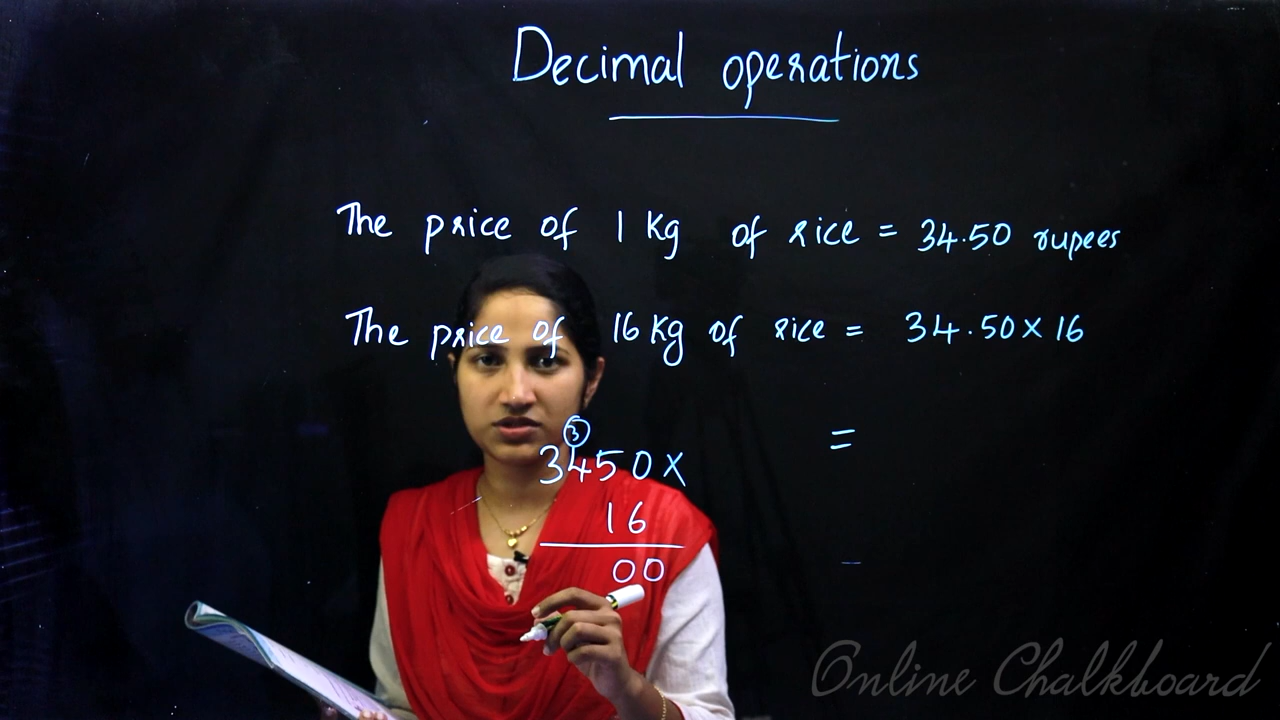 Decimal operations
The price of 1 kg of rice = 34.50 rupees
The price of 16 kg of rice = 34.50 × 16
=
3
3450 ×
16
00
Online Chalkboard